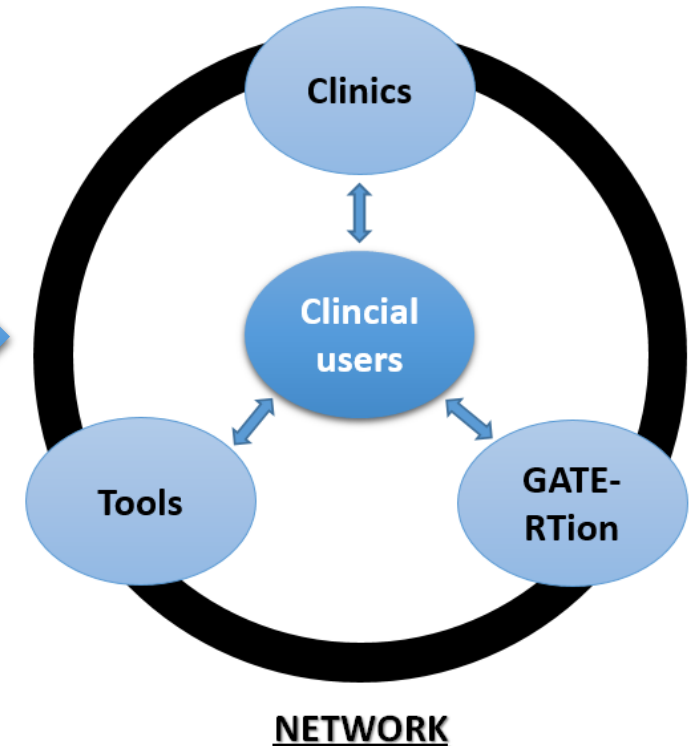 Clinics
Clincial
users
Tools
GATE-
RTion
NETWORK